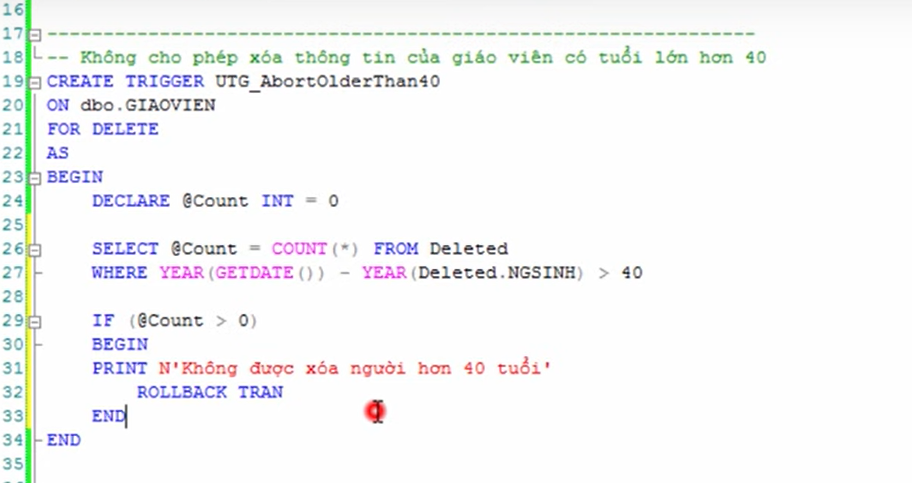 16
17 ---------------------------------------------------------------
18 -- Không cho phép xóa thông tin của giáo viên có tuổi lớn hơn 40
19 CREATE TRIGGER UTG_AbortOlderThan40
20 ON dbo.GIAOVIEN
21 FOR DELETE
22 AS
23 BEGIN
24 DECLARE @Count INT = 0
25
26 SELECT @Count = COUNT(*) FROM Deleted
27 WHERE YEAR(GETDATE()) - YEAR(Deleted.NGSINH) > 40
28
29 IF (@Count > 0)
30 BEGIN
31 PRINT N'Không được xóa người hơn 40 tuổi'
32 ROLLBACK TRAN
33 END
34 END
35